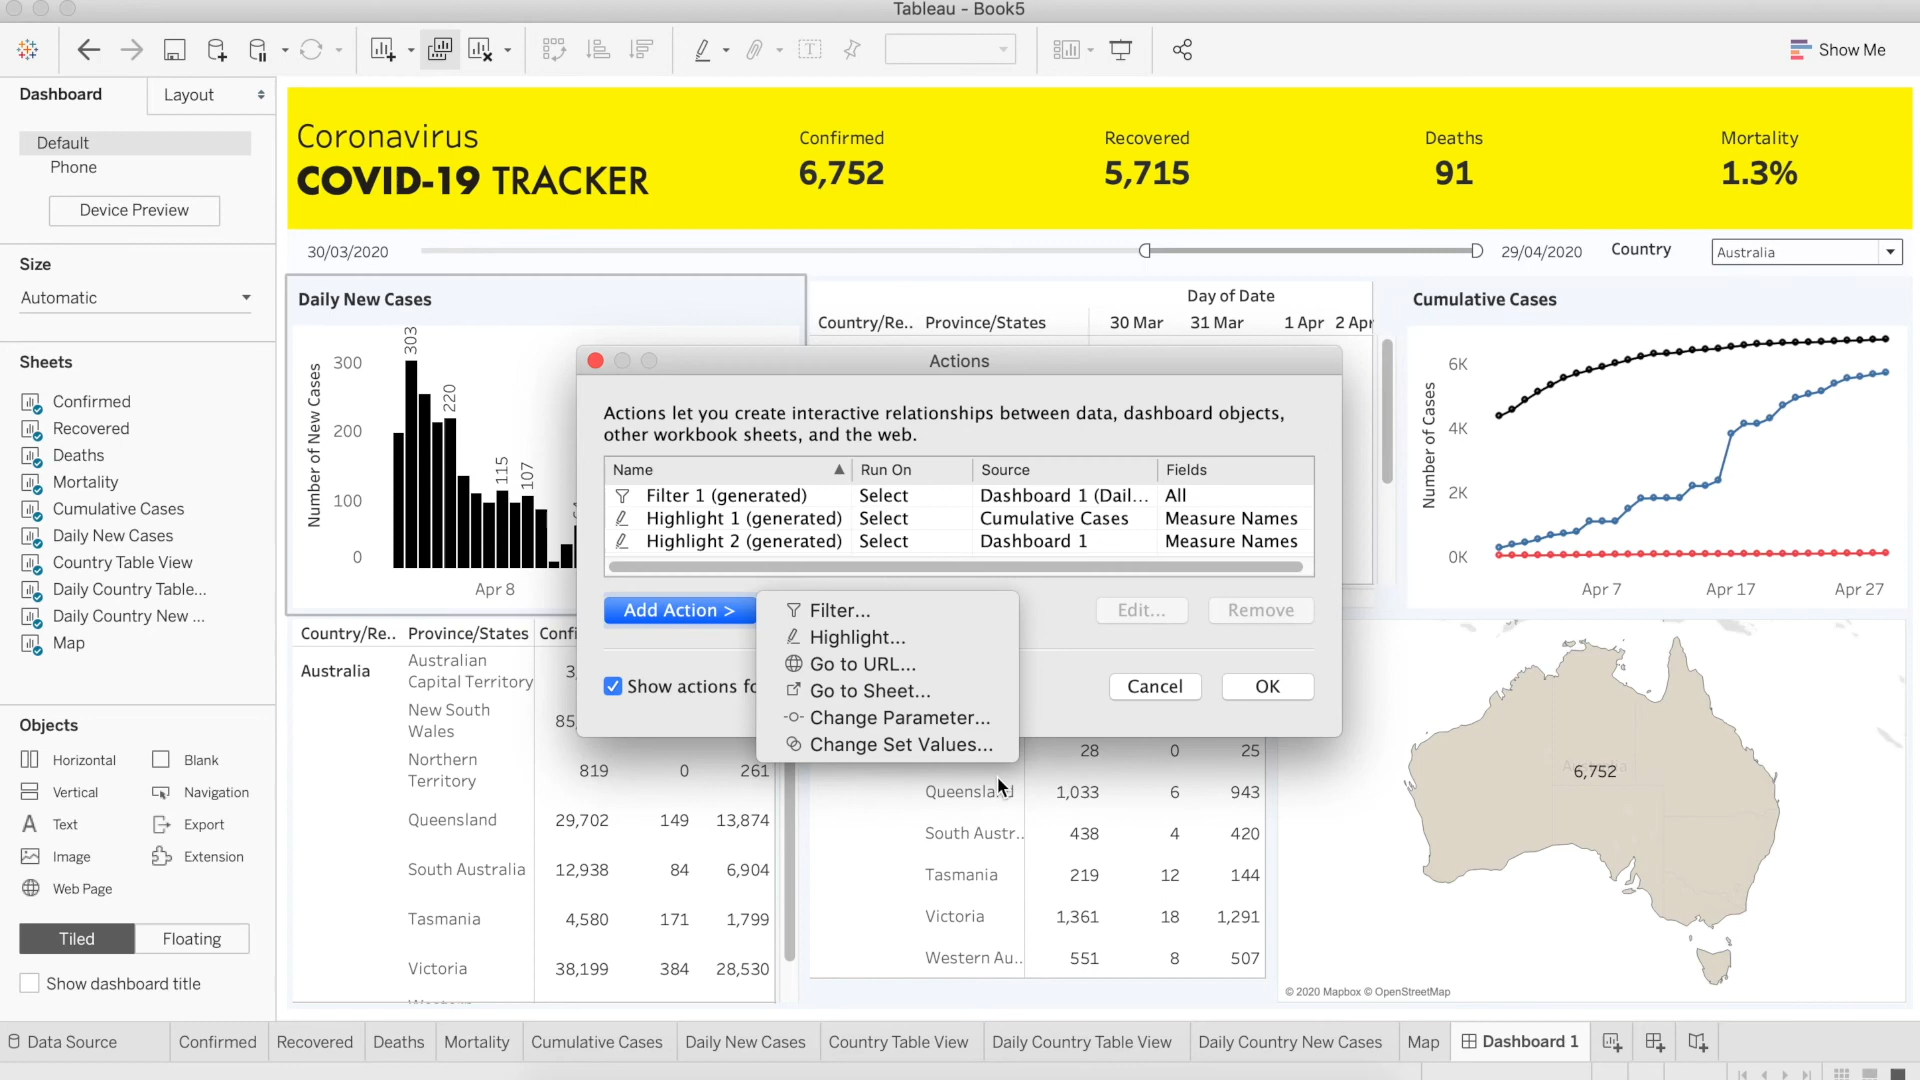 Tableau - Book5
Show Me
Dashboard
Layout
Default
Phone
Device Preview
Size
Automatic
Sheets
Confirmed
Recovered
Deaths
Mortality
Cumulative Cases
Daily New Cases
Country Table View
Daily Country Table...
Daily Country New ...
Map
Objects
Horizontal
Blank
Vertical
Navigation
Text
Export
Image
Extension
Web Page
Tiled
Floating
Show dashboard title
Coronavirus
COVID-19 TRACKER
Confirmed
6,752
Recovered
5,715
Deaths
91
Mortality
1.3%
30/03/2020
29/04/2020
Country
Australia
Daily New Cases
Number of New Cases
300
200
100
0
303
220
115
107
Apr 8
Day of Date
Country/Re.. Province/States 30 Mar 31 Mar 1 Apr 2 Apr
Cumulative Cases
Number of Cases
6K
4K
2K
0K
Apr 7 Apr 17 Apr 27
Actions
Actions let you create interactive relationships between data, dashboard objects,
other workbook sheets, and the web.
Name Run On Source Fields
Filter 1 (generated) Select Dashboard 1 (Dail... All
Highlight 1 (generated) Select Cumulative Cases Measure Names
Highlight 2 (generated) Select Dashboard 1 Measure Names
Add Action >
Edit...
Remove
Filter...
Highlight...
Go to URL...
Go to Sheet...
Change Parameter...
Change Set Values...
Show actions fo
Cancel
OK
Country/Re.. Province/States Confi
Australia
Australian
Capital Territory
3,
New South
Wales
85,
Northern
Territory
819 0 261
Queensland 29,702 149 13,874
South Australia 12,938 84 6,904
Tasmania 4,580 171 1,799
Victoria 38,199 384 28,530
28 0 25
Queensland 1,033 6 943
South Austr.. 438 4 420
Tasmania 219 12 144
Victoria 1,361 18 1,291
Western Au.. 551 8 507
6,752
© 2020 Mapbox © OpenStreetMap
Data Source
Confirmed
Recovered
Deaths
Mortality
Cumulative Cases
Daily New Cases
Country Table View
Daily Country Table View
Daily Country New Cases
Map
Dashboard 1